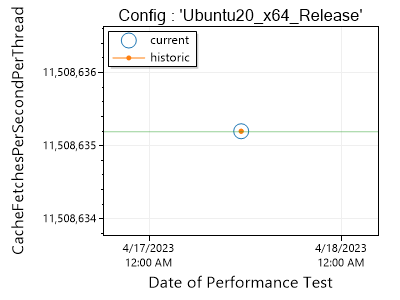 Config : 'Ubuntu20_x64_Release'
current
historic
CacheFetchesPerSecondPerThread
11,508,636
11,508,635
11,508,634
4/17/2023
12:00 AM
4/18/2023
12:00 AM
Date of Performance Test